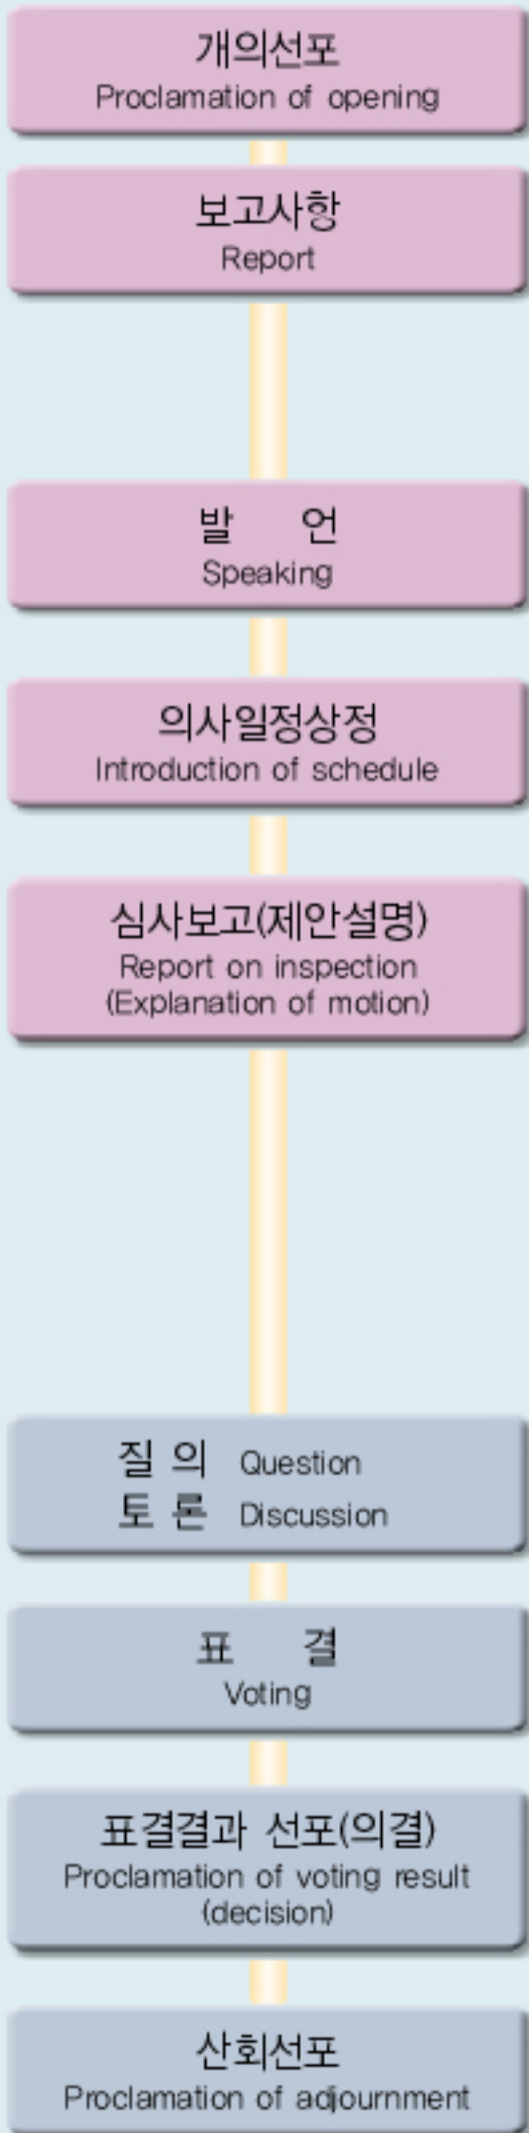 개의선포
Proclamation of opening
보고사항
Report
발 언
Speaking
의사일정상정
Introduction of schedule
심사보고(제안설명)
Report on inspection
(Explanation of motion)
질 의 Question
토 론 Discussion
표 결
Voting
표결결과 선포(의결)
Proclamation of voting result
(decision)
산회선포
Proclamation of adjournment